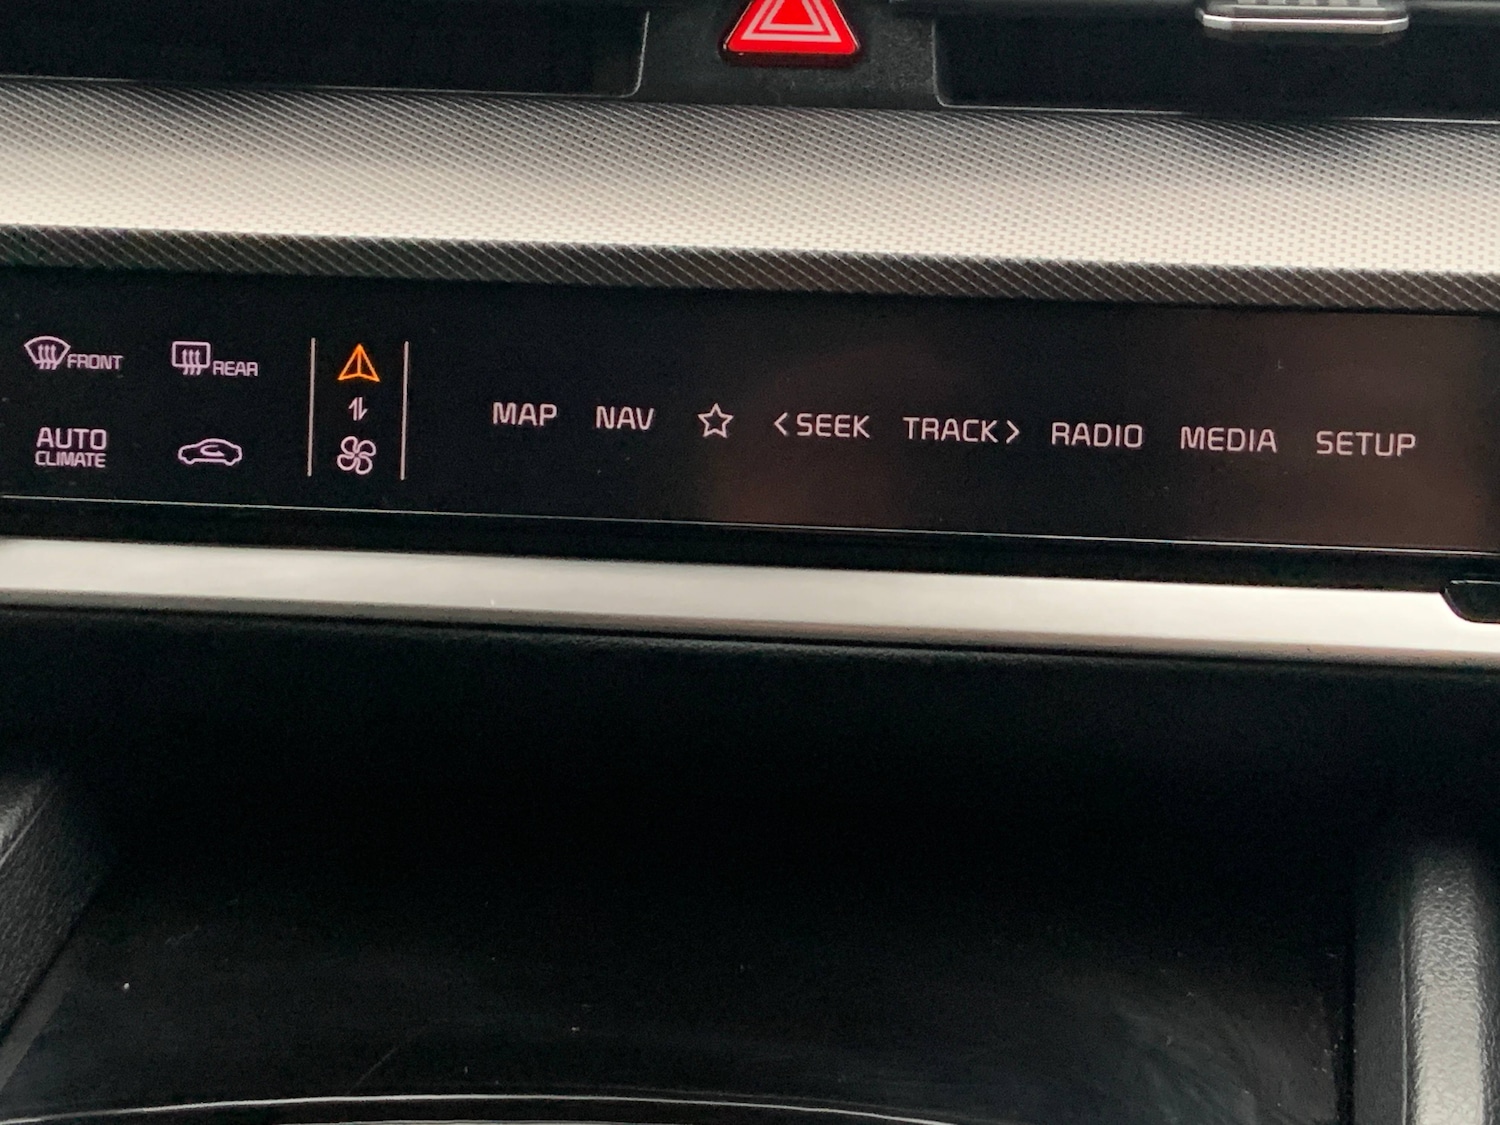 FRONT
REAR
AUTO
CLIMATE
MAP
NAV
<SEEK
TRACK>
RADIO
MEDIA
SETUP